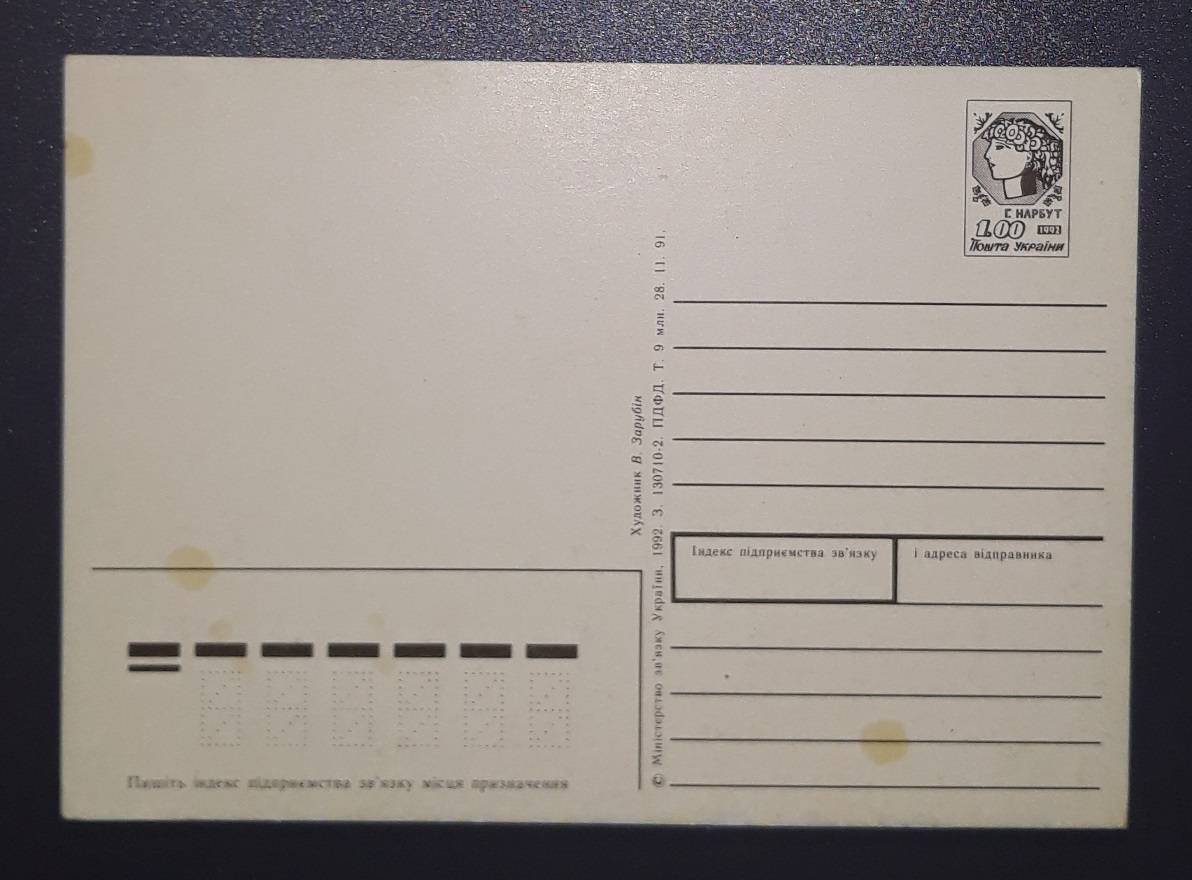 Г. НАРБУТ
1.00 1992
Пошта України
Художник В. Зарубін
© Міністерство зв'язку України, 1992. З. 130710-2. ПДФД. Т. 9 млн. 28. 11. 91.
Індекс підприємства зв'язку
і адреса відправника
Пишіть індекс підприємства зв'язку місця призначення